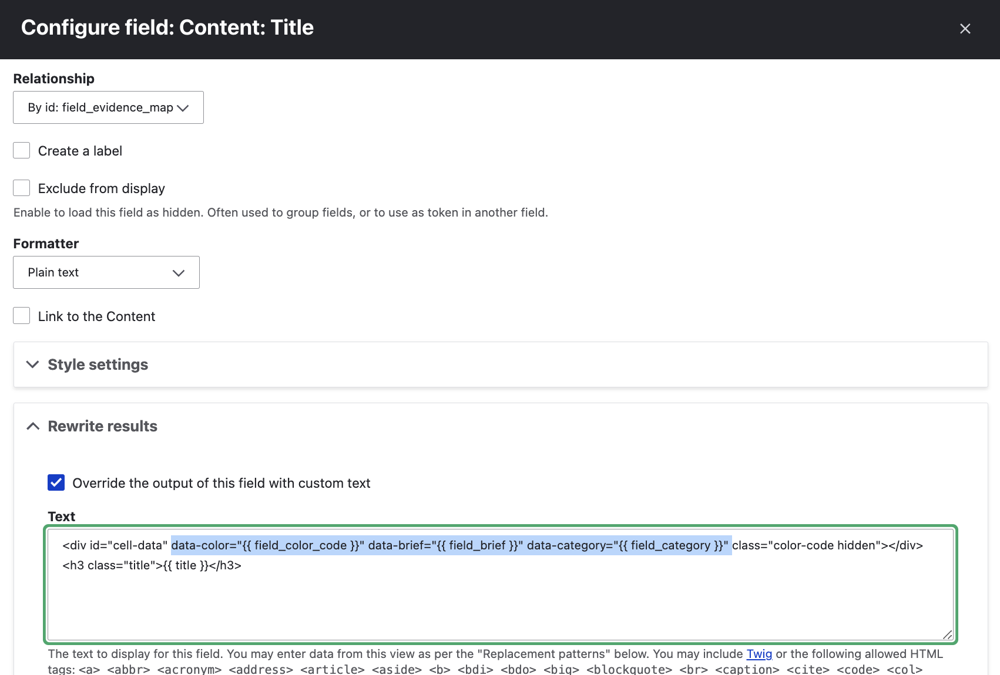 Configure field: Content: Title
Relationship
By id: field_evidence_map
Create a label
Exclude from display
Enable to load this field as hidden. Often used to group fields, or to use as token in another field.
Formatter
Plain text
Link to the Content
Style settings
Rewrite results
Override the output of this field with custom text
Text
<div id="cell-data" data-color="{{ field_color_code }}" data-brief="{{ field_brief }}" data-category="{{ field_category }}" class="color-code hidden"></div>
<h3 class="title">{{ title }}</h3>
The text to display for this field. You may enter data from this view as per the "Replacement patterns" below. You may include Twig or the following allowed HTML
tags: <a> <abbr> <acronym> <address> <article> <aside> <b> <bdi> <bdo> <big> <blockquote> <br> <caption> <cite> <code> <col>